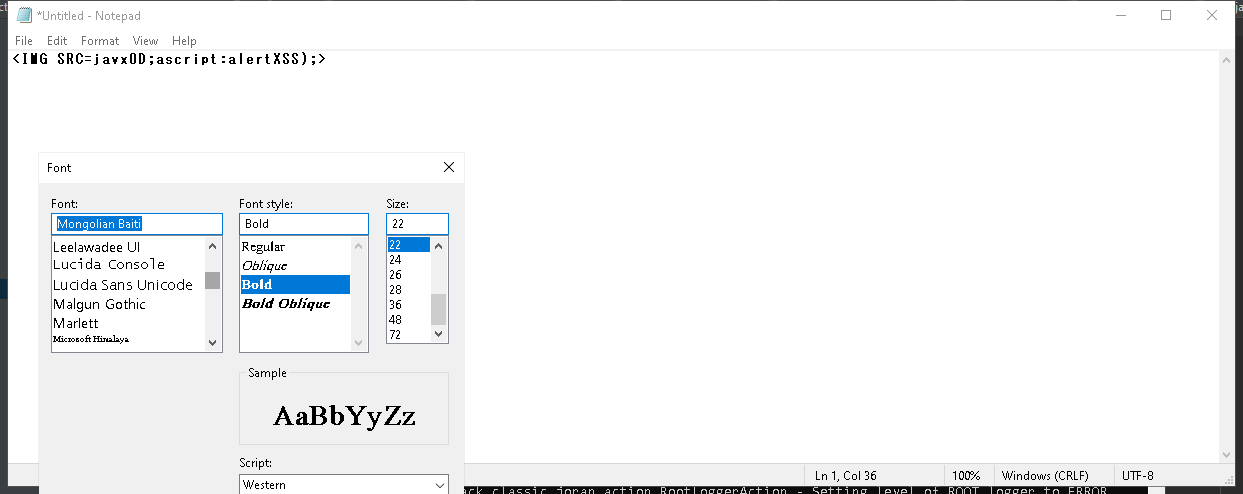 *Untitled - Notepad
File Edit Format View Help
<IMG SRC=javx0D;ascript:alertXSS);>
Font
Font: Font style: Size:
Mongolian Baiti Bold 22
Leelawadee UI Regular 22
Lucida Console Oblique 24
Lucida Sans Unicode Bold 26
Malgun Gothic Bold Oblique 28
Marlett 36
Microsoft Himalaya 48
72
Sample
AaBbYyZz
Script:
Western
Ln 1, Col 36 100% Windows (CRLF) UTF-8
ack.classic.joran.action.RootLoggerAction - Setting level of ROOT logger to ERROR